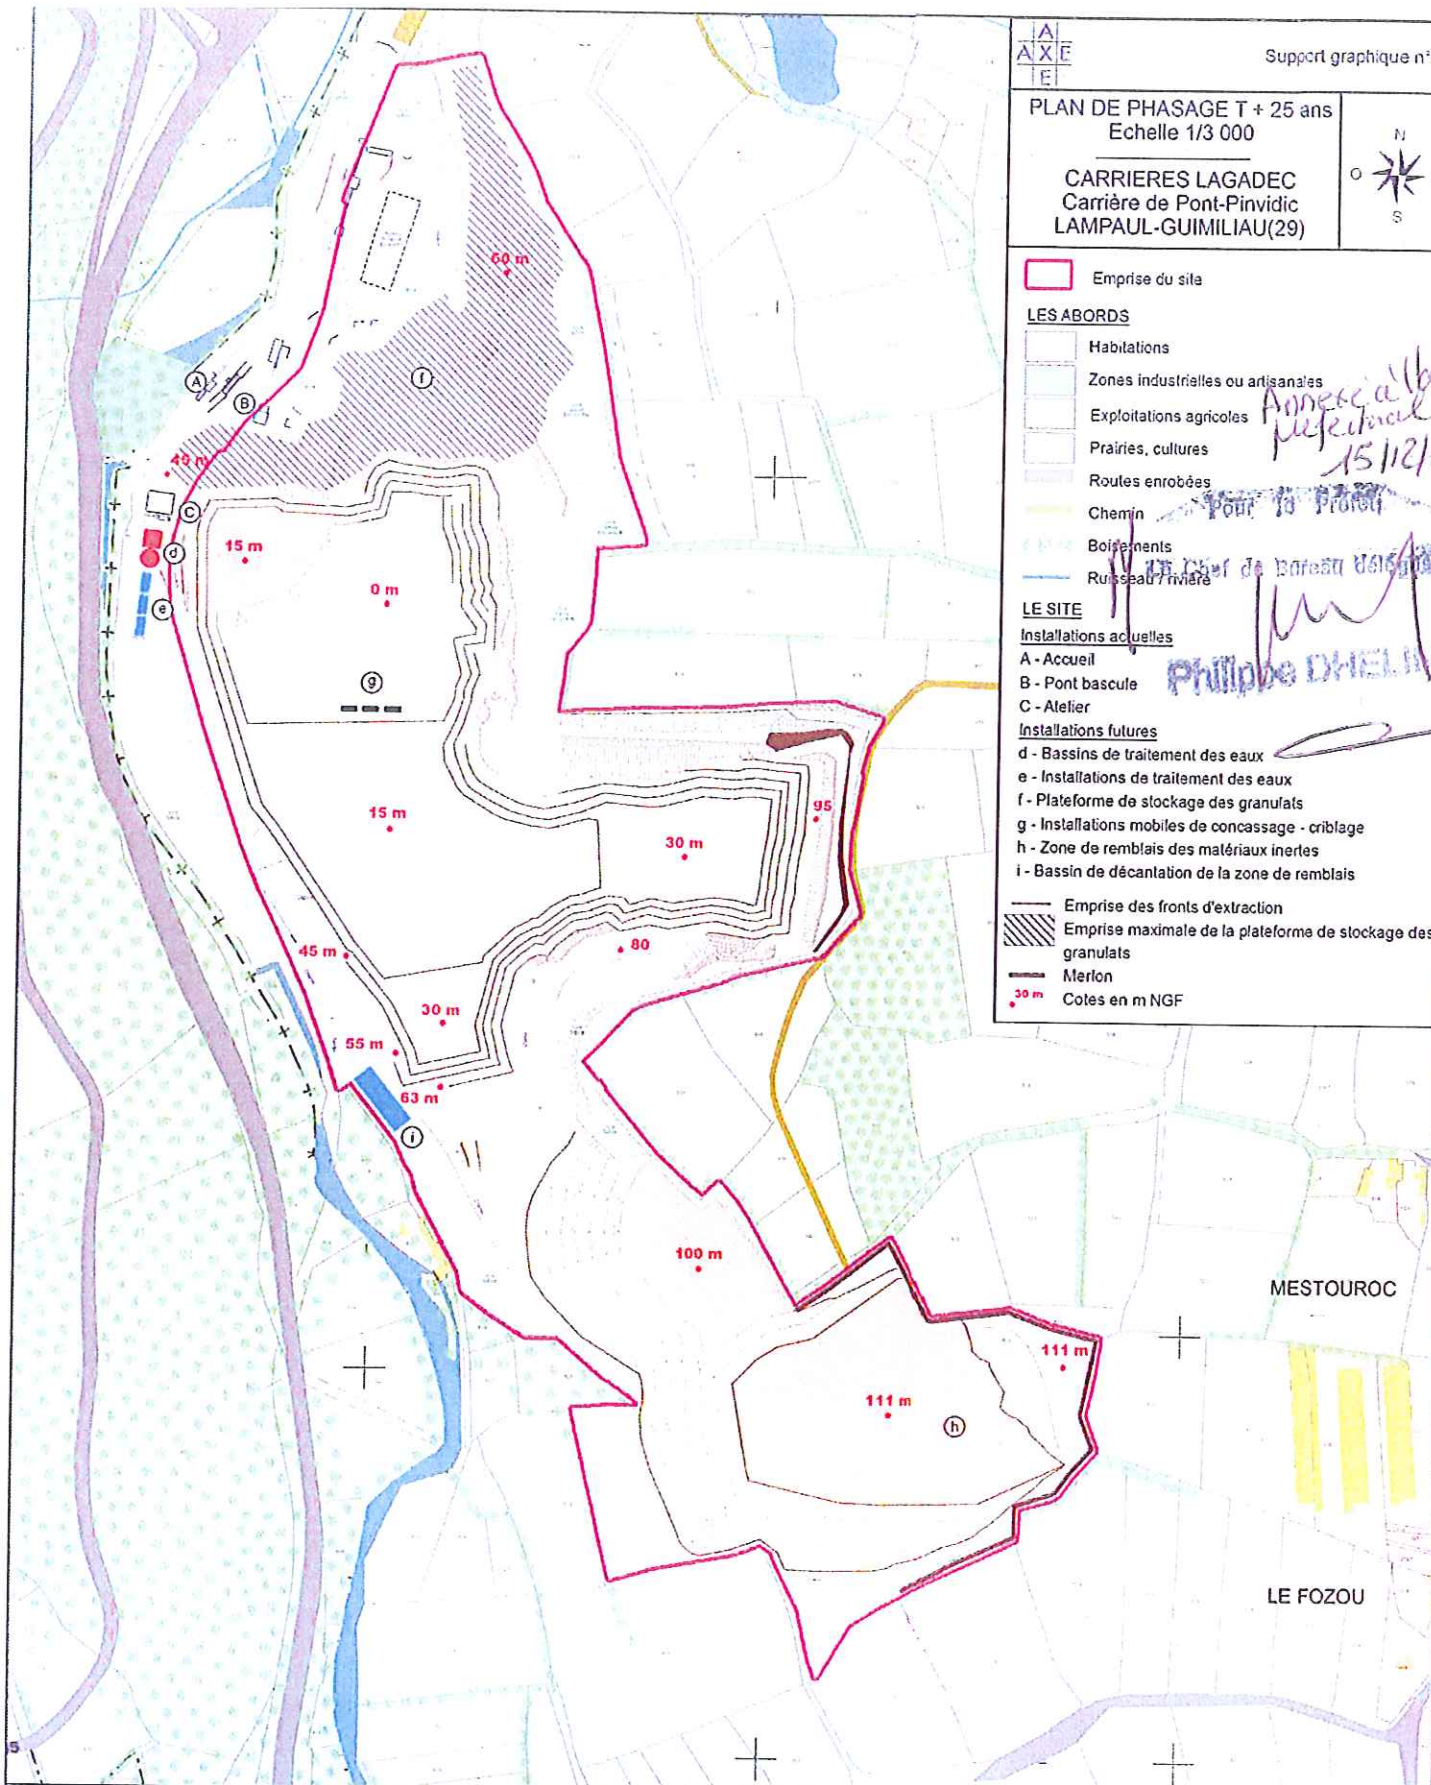 A
A X E
E
Support graphique n°
PLAN DE PHASAGE T + 25 ans
Echelle 1/3 000
CARRIERES LAGADEC
Carrière de Pont-Pinvidic
LAMPAUL-GUIMILIAU(29)
N
O
S
Emprise du site
LES ABORDS
Habitations
Zones industrielles ou artisanales
Exploitations agricoles
Prairies, cultures
Routes enrobées
Chemin
Boisements
Ruisseau / rivière
Annexé à l'
15/12/
Pour le Préfet
Philippe DHELI
LE SITE
Installations actuelles
A - Accueil
B - Pont bascule
C - Atelier
Installations futures
d - Bassins de traitement des eaux
e - Installations de traitement des eaux
f - Plateforme de stockage des granulats
g - Installations mobiles de concassage - criblage
h - Zone de remblais des matériaux inertes
i - Bassin de décantation de la zone de remblais
Emprise des fronts d'extraction
Emprise maximale de la plateforme de stockage des
granulats
Merlon
30 m
Cotes en m NGF
60 m
f
A
B
45 m
C
d
e
15 m
0 m
g
15 m
30 m
95
80
45 m
30 m
55 m
63 m
i
100 m
111 m
111 m
h
MESTOUROC
LE FOZOU